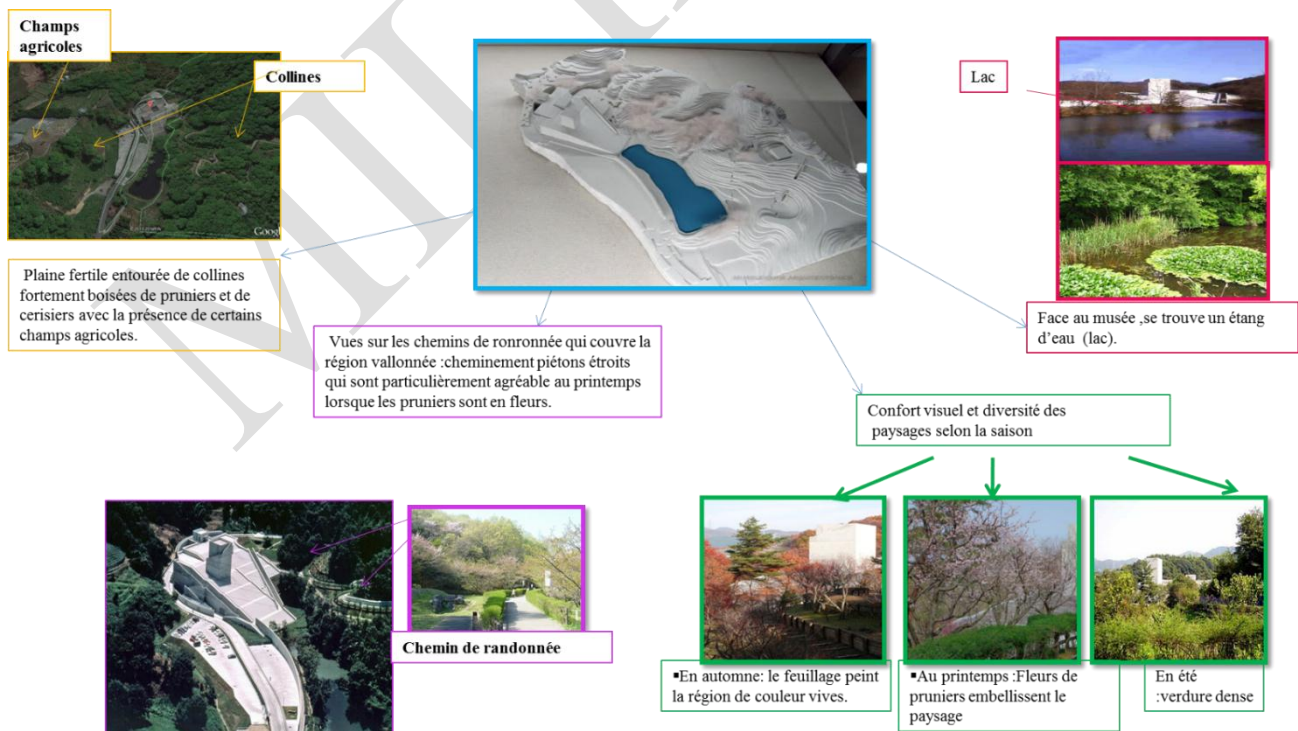 Champs
agricoles
Collines
Lac
Googl
Plaine fertile entourée de collines
fortement boisées de pruniers et de
cerisiers avec la présence de certains
champs agricoles.
Vues sur les chemins de ronronnée qui couvre la
région vallonnée :cheminement piétons étroits
qui sont particulièrement agréable au printemps
lorsque les pruniers sont en fleurs.
Face au musée ,se trouve un étang
d’eau (lac).
Confort visuel et diversité des
paysages selon la saison
Chemin de randonnée
▪En automne: le feuillage peint
la région de couleur vives.
▪Au printemps :Fleurs de
pruniers embellissent le
paysage
En été
:verdure dense